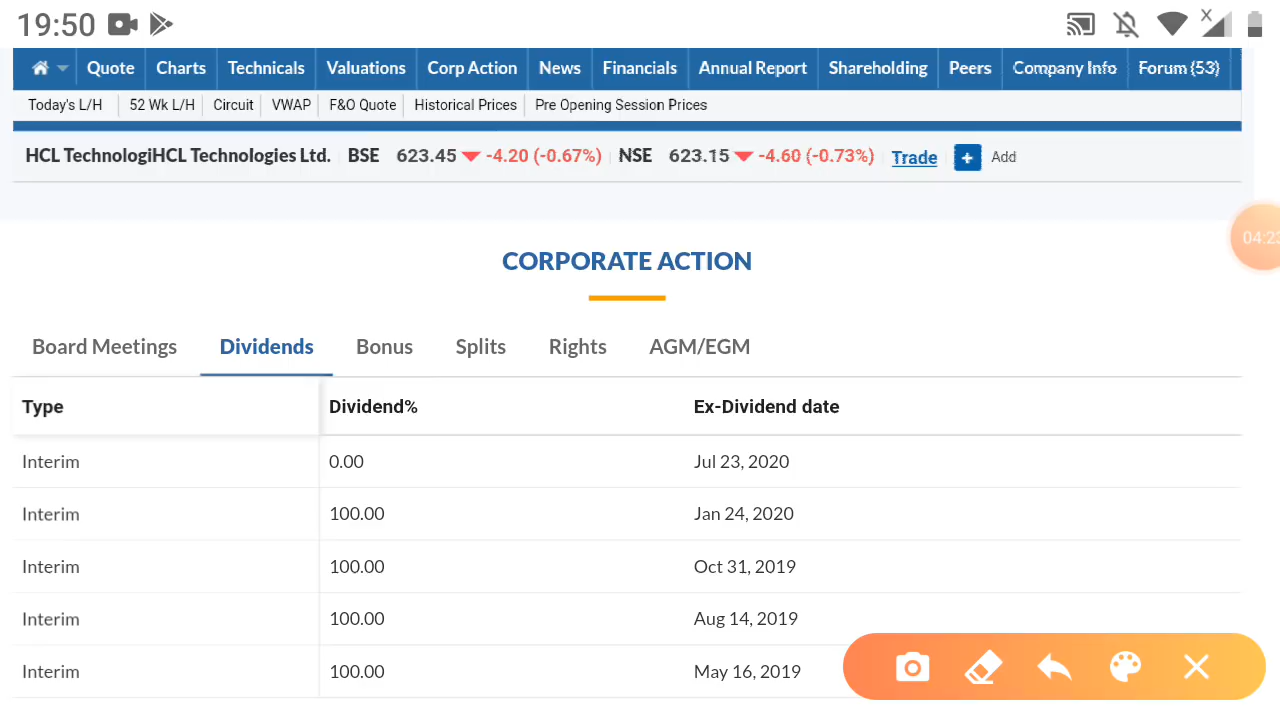 19:50
Quote Charts Technicals Valuations Corp Action News Financials Annual Report Shareholding Peers Company Info Forum (53)
Today's L/H 52 Wk L/H Circuit VWAP F&O Quote Historical Prices Pre Opening Session Prices
HCL TechnologiHCL Technologies Ltd. BSE 623.45 -4.20 (-0.67%) NSE 623.15 -4.60 (-0.73%) Trade + Add
04:23
CORPORATE ACTION
Board Meetings Dividends Bonus Splits Rights AGM/EGM
Type Dividend% Ex-Dividend date
Interim 0.00 Jul 23, 2020
Interim 100.00 Jan 24, 2020
Interim 100.00 Oct 31, 2019
Interim 100.00 Aug 14, 2019
Interim 100.00 May 16, 2019